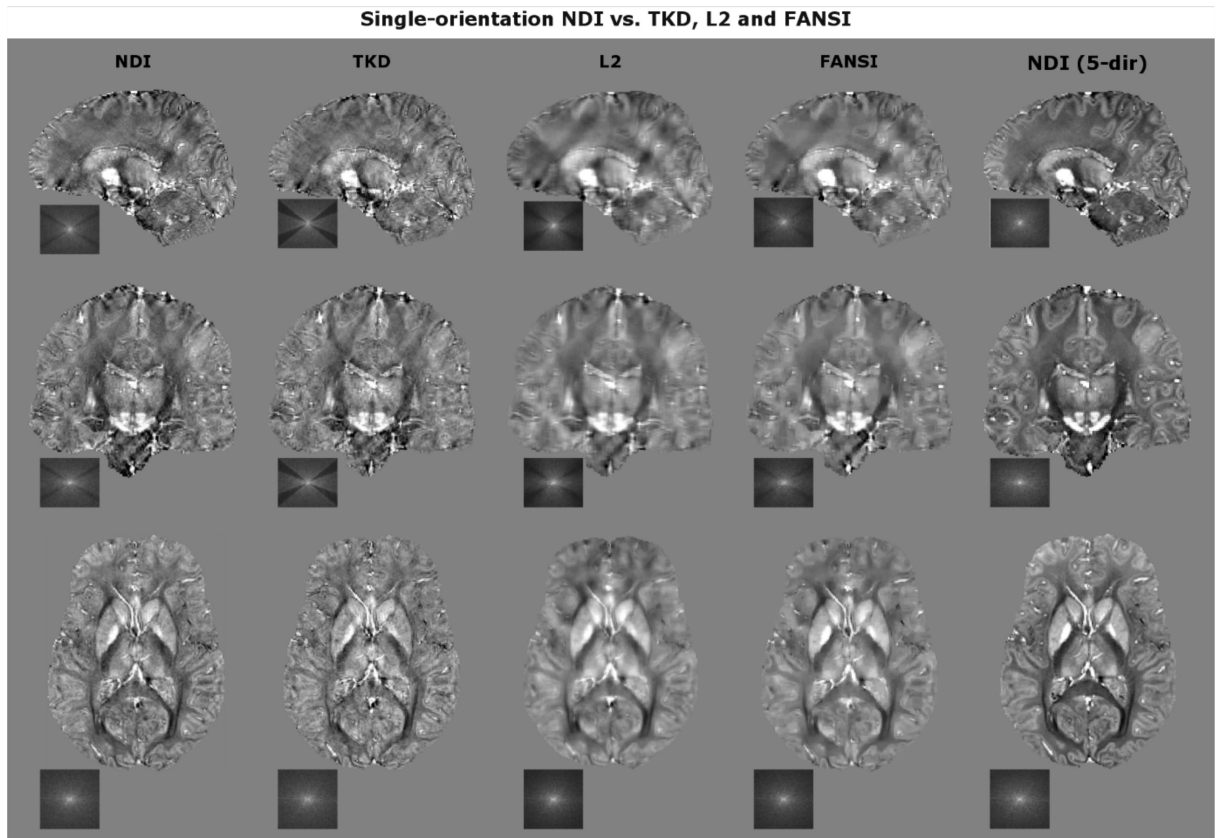 Single-orientation NDI vs. TKD, L2 and FANSI
NDI TKD L2 FANSI NDI (5-dir)